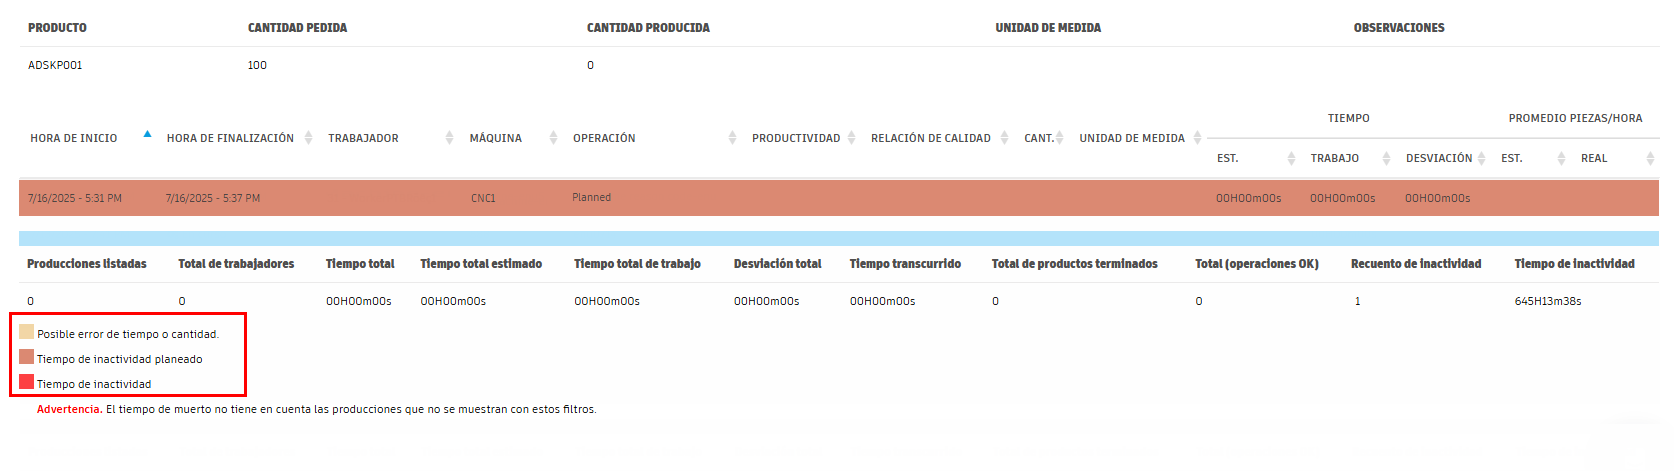 PRODUCTO CANTIDAD PEDIDA CANTIDAD PRODUCIDA UNIDAD DE MEDIDA OBSERVACIONES
ADSKP001 100 0
TIEMPO PROMEDIO PIEZAS/HORA
HORA DE INICIO HORA DE FINALIZACIÓN TRABAJADOR MÁQUINA OPERACIÓN PRODUCTIVIDAD RELACIÓN DE CALIDAD CANT. UNIDAD DE MEDIDA
EST. TRABAJO DESVIACIÓN EST. REAL
7/16/2025 - 5:31 PM 7/16/2025 - 5:37 PM CNC1 Planned 00H00m00s 00H00m00s 00H00m00s
Producciones listadas Total de trabajadores Tiempo total Tiempo total estimado Tiempo total de trabajo Desviación total Tiempo transcurrido Total de productos terminados Total (operaciones OK) Recuento de inactividad Tiempo de inactividad
0 0 00H00m00s 00H00m00s 00H00m00s 00H00m00s 00H00m00s 0 0 1 645H13m38s
Posible error de tiempo o cantidad.
Tiempo de inactividad planeado
Tiempo de inactividad
Advertencia. El tiempo de muerto no tiene en cuenta las producciones que no se muestran con estos filtros.